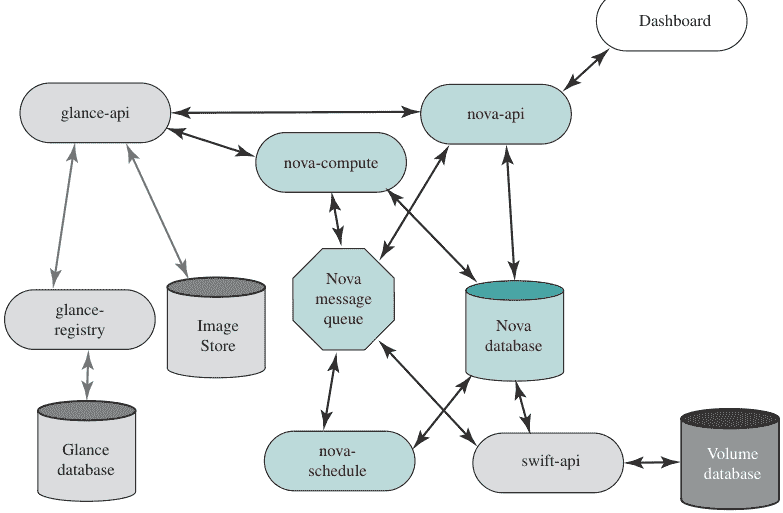 Dashboard
glance-api
nova-api
nova-compute
Nova
message
queue
glance-
registry
Image
Store
Nova
database
Glance
database
nova-
schedule
swift-api
Volume
database